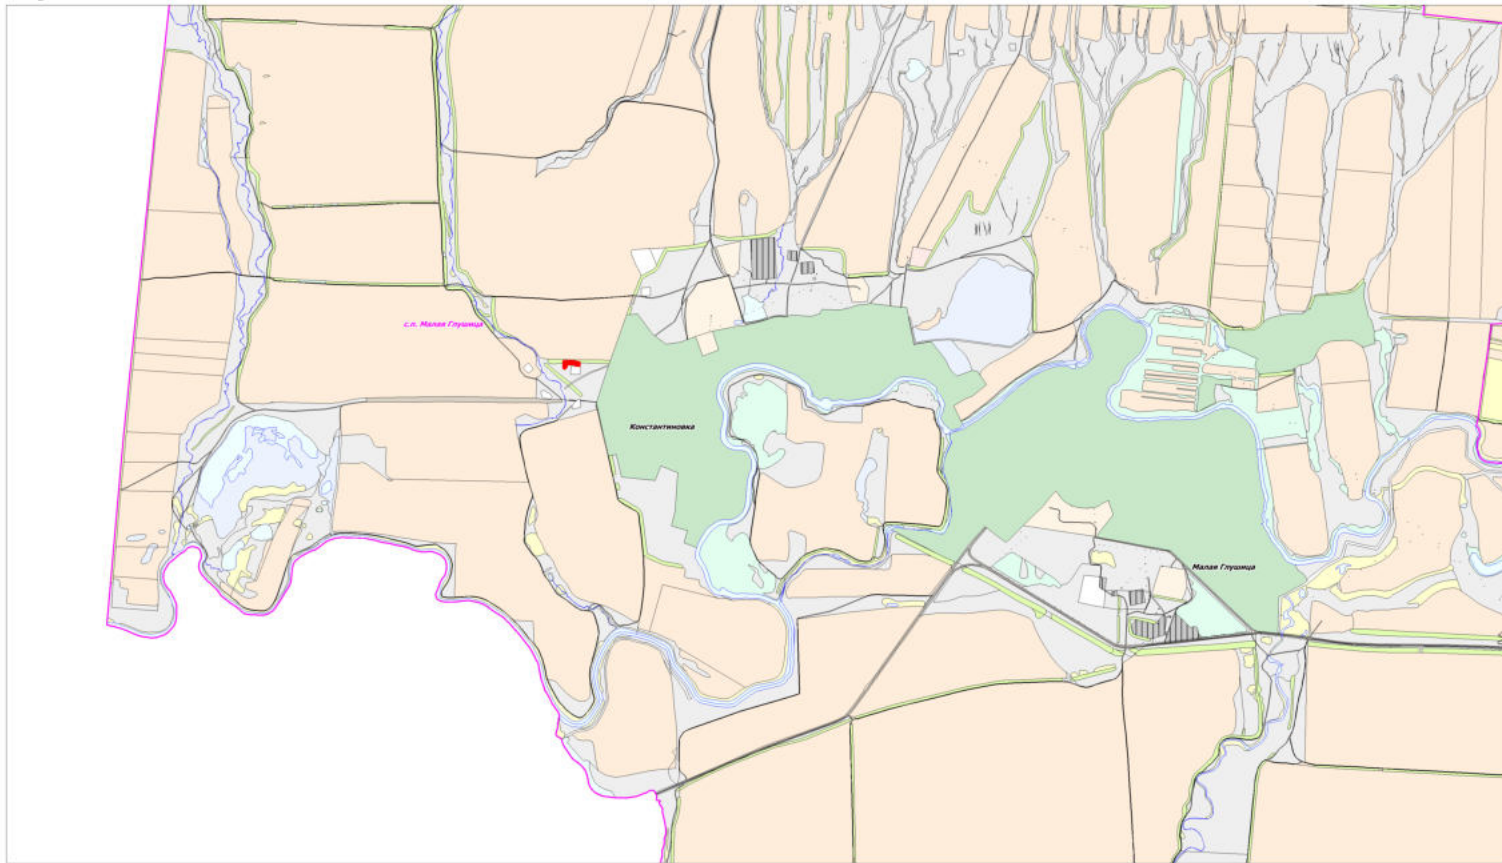 с.п. Малая Глушица
Константиновка
Малая Глушица